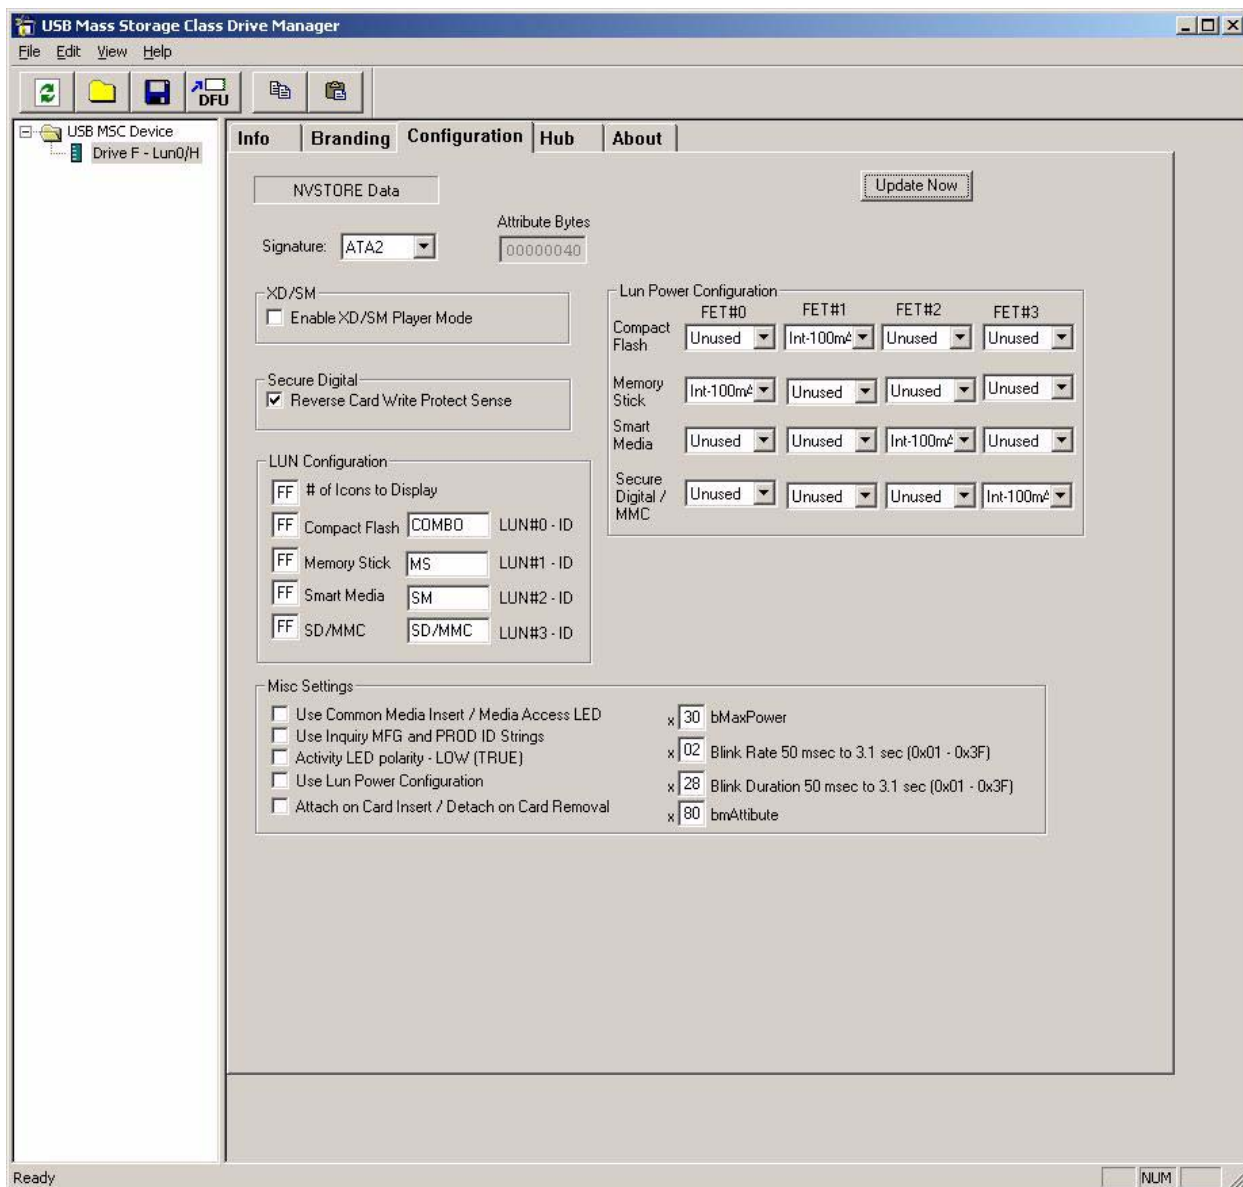 USB Mass Storage Class Drive Manager
File Edit View Help
DFU
USB MSC Device
Drive F - Lun0/H
Info Branding Configuration Hub About
NVSTORE Data
Update Now
Attribute Bytes
Signature: ATA2 00000040
XD/SM
Enable XD/SM Player Mode
Secure Digital
Reverse Card Write Protect Sense
Lun Power Configuration
FET#0 FET#1 FET#2 FET#3
Compact Flash Unused Int-100mA Unused Unused
Memory Stick Int-100mA Unused Unused Unused
Smart Media Unused Unused Int-100mA Unused
Secure Digital / MMC Unused Unused Unused Int-100mA
LUN Configuration
FF # of Icons to Display
FF Compact Flash COMBO LUN#0 - ID
FF Memory Stick MS LUN#1 - ID
FF Smart Media SM LUN#2 - ID
FF SD/MMC SD/MMC LUN#3 - ID
Misc Settings
Use Common Media Insert / Media Access LED
Use Inquiry MFG and PROD ID Strings
Activity LED polarity - LOW (TRUE)
Use Lun Power Configuration
Attach on Card Insert / Detach on Card Removal
x 30 bMaxPower
x 02 Blink Rate 50 msec to 3.1 sec (0x01 - 0x3F)
x 28 Blink Duration 50 msec to 3.1 sec (0x01 - 0x3F)
x 80 bmAttibute
Ready NUM